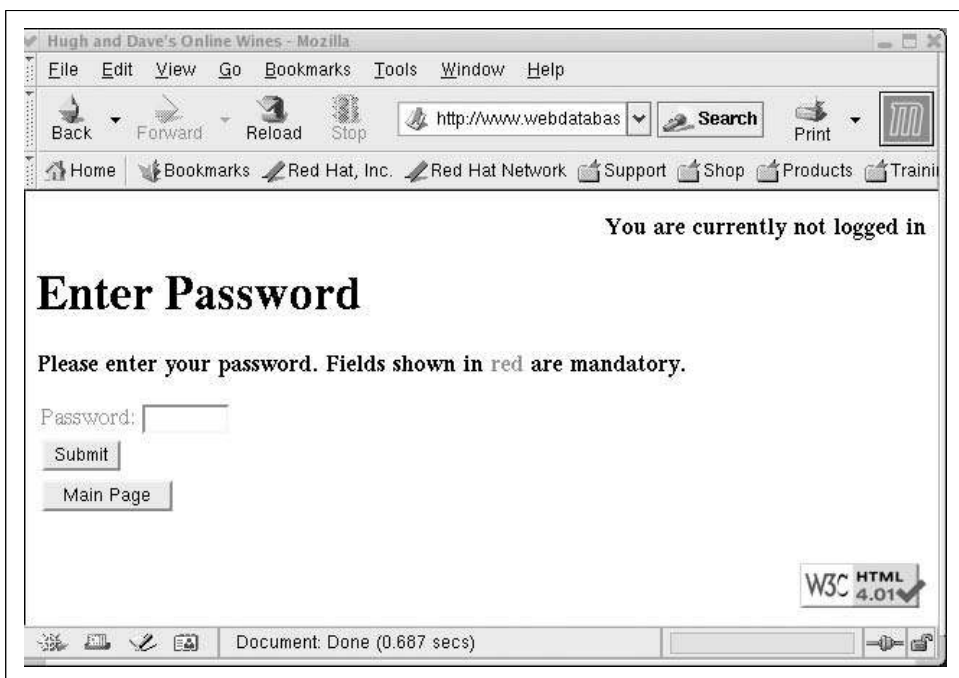 Hugh and Dave's Online Wines - Mozilla
File Edit View Go Bookmarks Tools Window Help
Back Forward Reload Stop http://www.webdatabas Search Print
Home Bookmarks Red Hat, Inc. Red Hat Network Support Shop Products Traini
You are currently not logged in
Enter Password
Please enter your password. Fields shown in red are mandatory.
Password:
Submit
Main Page
W3C HTML 4.01
Document: Done (0.687 secs)